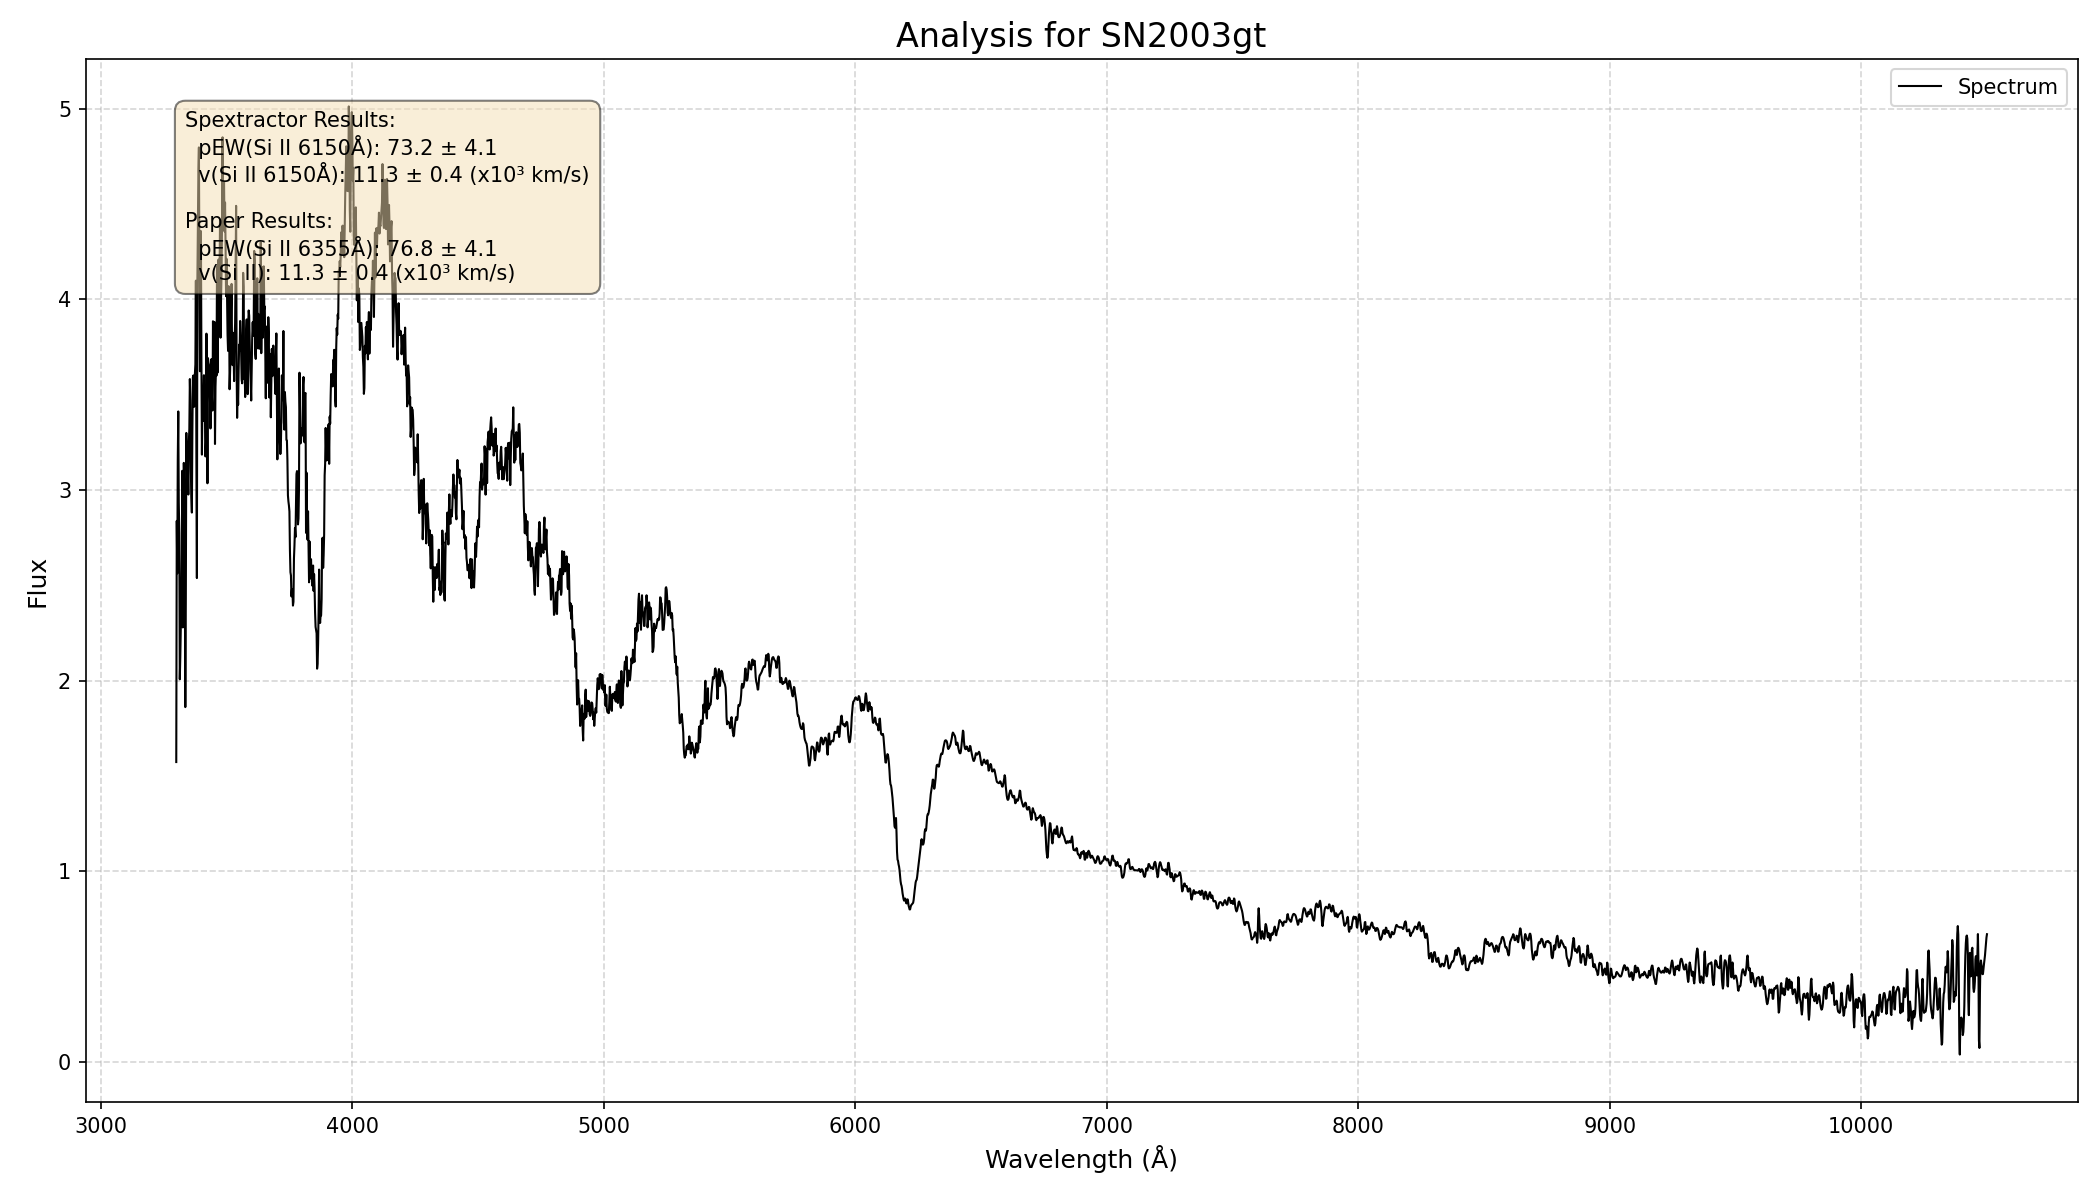 Analysis for SN2003gt
Spectrum
Spextractor Results:
pEW(Si II 6150Å): 73.2 ± 4.1
v(Si II 6150Å): 11.3 ± 0.4 (x10³ km/s)
Paper Results:
pEW(Si II 6355Å): 76.8 ± 4.1
v(Si II): 11.3 ± 0.4 (x10³ km/s)
5
4
3
2
1
0
Flux
3000 4000 5000 6000 7000 8000 9000 10000
Wavelength (Å)